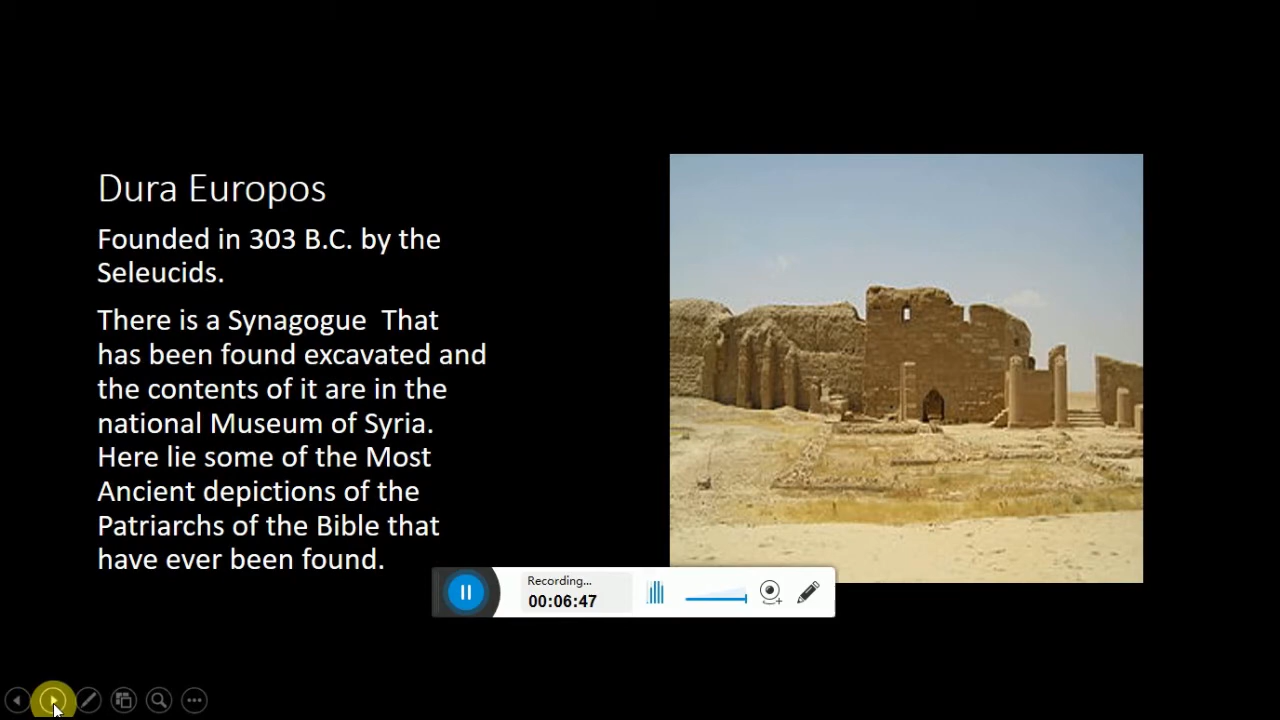 Dura Europos
Founded in 303 B.C. by the
Seleucids.
There is a Synagogue  That
has been found excavated and
the contents of it are in the
national Museum of Syria.
Here lie some of the Most
Ancient depictions of the
Patriarchs of the Bible that
have ever been found.
Recording...
00:06:47